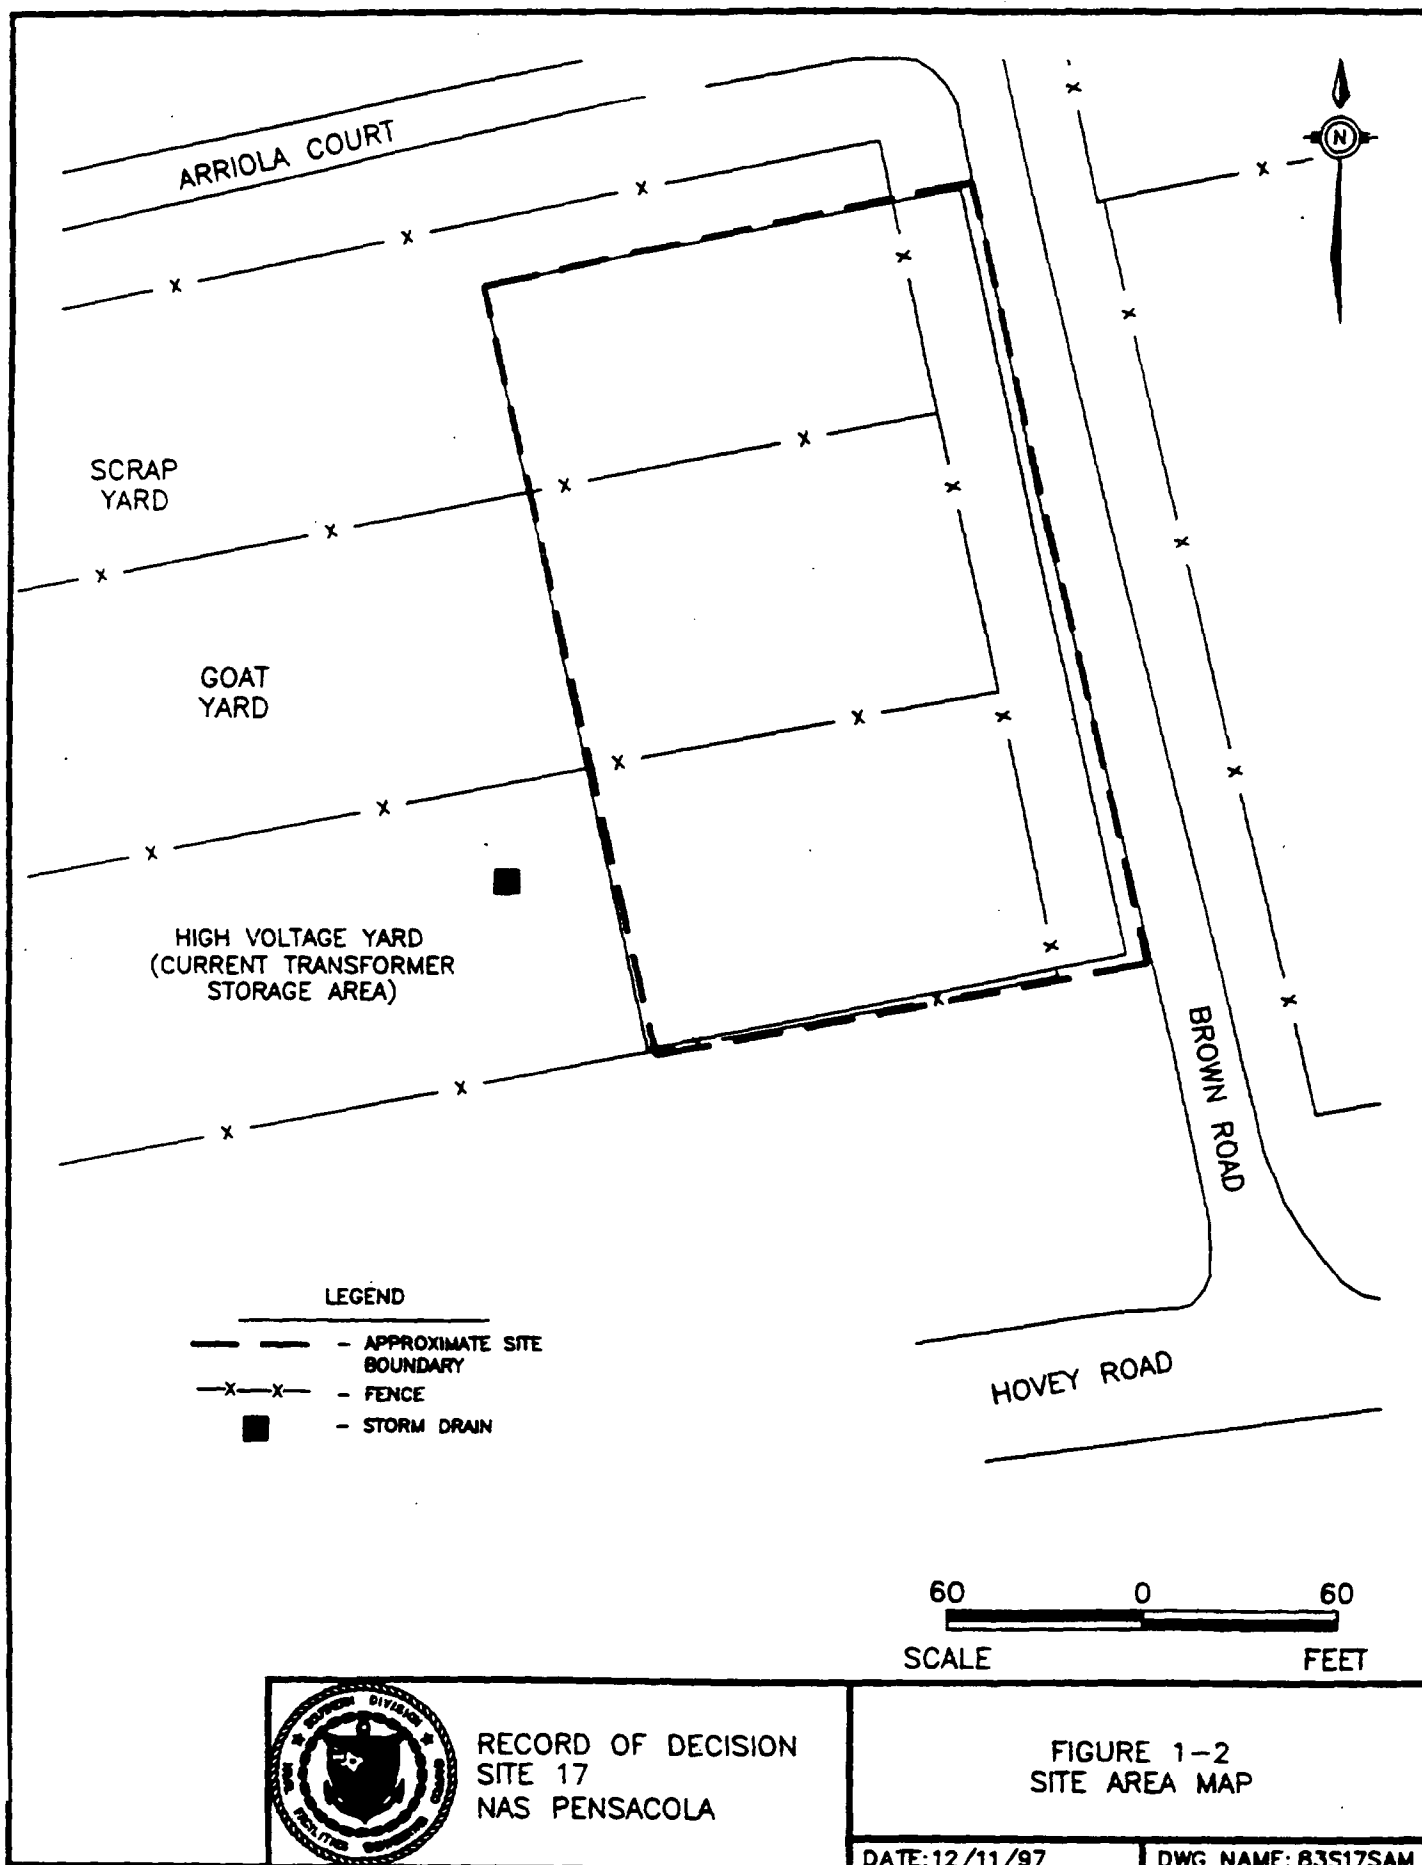 ARRIOLA COURT
N
SCRAP
YARD
GOAT
YARD
HIGH VOLTAGE YARD
(CURRENT TRANSFORMER
STORAGE AREA)
BROWN ROAD
HOVEY ROAD
LEGEND
- APPROXIMATE SITE
BOUNDARY
-X-X- - FENCE
- STORM DRAIN
60 0 60
SCALE FEET
SOUTHERN DIVISION
RECORD OF DECISION
SITE 17
NAS PENSACOLA
FIGURE 1-2
SITE AREA MAP
DATE: 12/11/97
DWG NAME: 83S17SAM